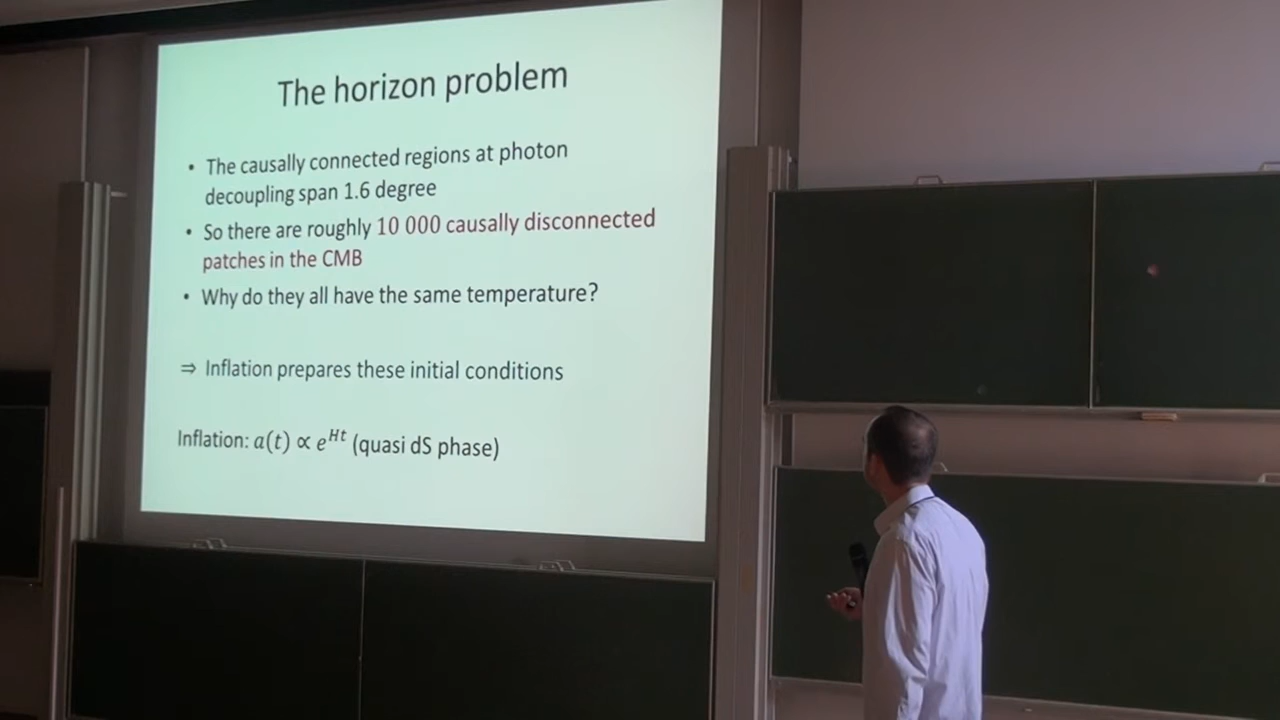 The horizon problem
• The causally connected regions at photon
decoupling span 1.6 degree
• So there are roughly 10 000 causally disconnected
patches in the CMB
• Why do they all have the same temperature?
⇒ Inflation prepares these initial conditions
Inflation: a(t) ∝ e^{Ht} (quasi dS phase)